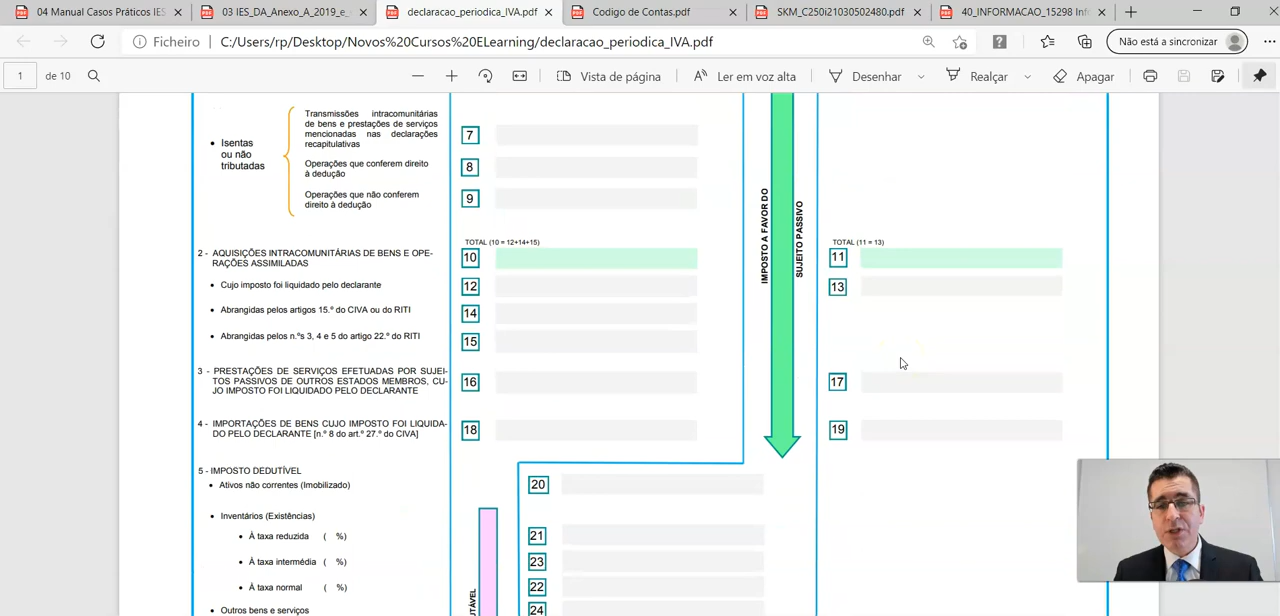 04 Manual Casos Práticos IES
03 IES_DA_Anexo_A_2019_e_
declaracao_periodica_IVA.pdf
Codigo de Contas.pdf
SKM_C250i21030502480.pdf
40_INFORMACAO_15298 Inf
Ficheiro
C:/Users/rp/Desktop/Novos%20Cursos%20ELearning/declaracao_periodica_IVA.pdf
Não está a sincronizar
1 de 10
Vista de página
Ler em voz alta
Desenhar
Realçar
Apagar
• Isentas
ou não
tributadas
Transmissões intracomunitárias
de bens e prestações de serviços
mencionadas nas declarações
recapitulativas
7
Operações que conferem direito
à dedução
8
Operações que não conferem
direito à dedução
9
IMPOSTO A FAVOR DO
SUJEITO PASSIVO
TOTAL (10 = 12+14+15)
TOTAL (11 = 13)
2 - AQUISIÇÕES INTRACOMUNITÁRIAS DE BENS E OPE-
RAÇÕES ASSIMILADAS
10
11
• Cujo imposto foi liquidado pelo declarante
12
13
• Abrangidas pelos artigos 15.º do CIVA ou do RITI
14
• Abrangidas pelos n.ºs 3, 4 e 5 do artigo 22.º do RITI
15
3 - PRESTAÇÕES DE SERVIÇOS EFETUADAS POR SUJEI-
TOS PASSIVOS DE OUTROS ESTADOS MEMBROS, CU-
JO IMPOSTO FOI LIQUIDADO PELO DECLARANTE
16
17
4 - IMPORTAÇÕES DE BENS CUJO IMPOSTO FOI LIQUIDA-
DO PELO DECLARANTE [n.º 8 do art.º 27.º do CIVA]
18
19
5 - IMPOSTO DEDUTÍVEL
• Ativos não correntes (Imobilizado)
20
• Inventários (Existências)
• À taxa reduzida ( %)
21
• À taxa intermédia ( %)
23
• À taxa normal ( %)
22
• Outros bens e serviços
24
UTÁVEL